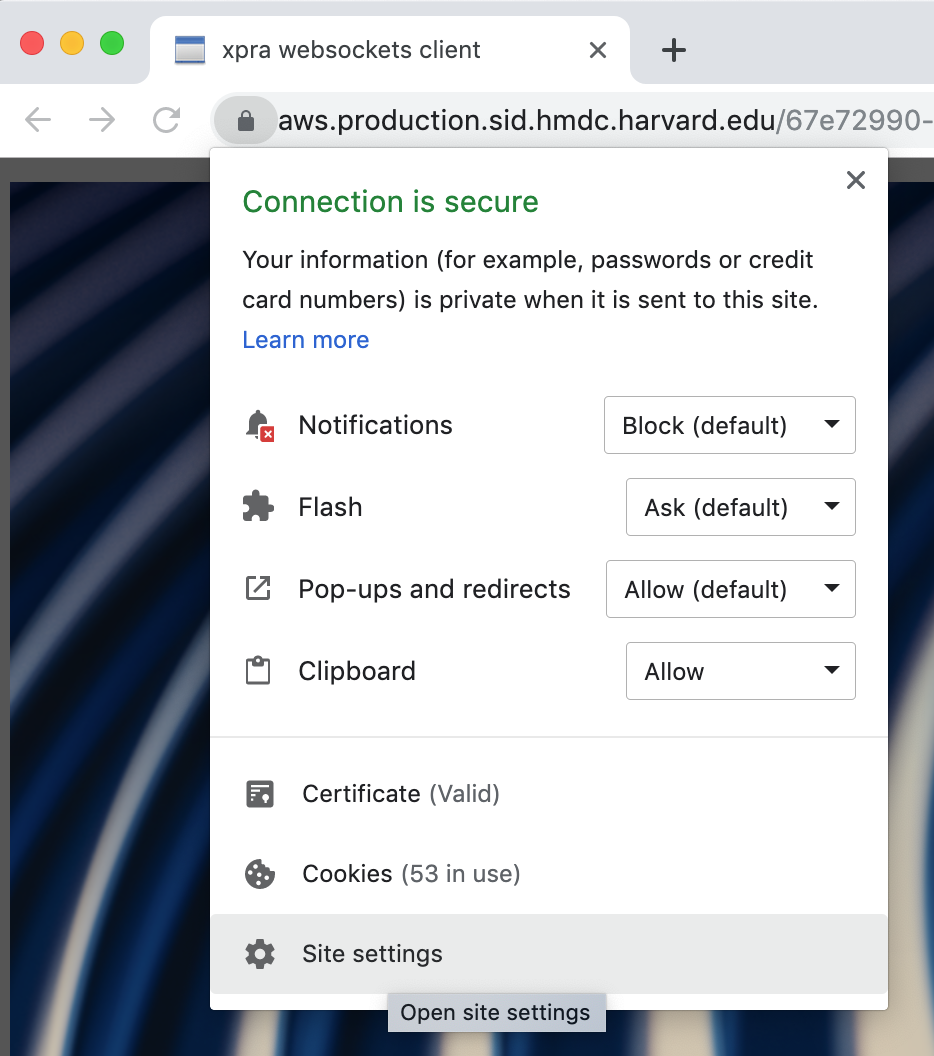 xpra websockets client
aws.production.sid.hmdc.harvard.edu/67e72990-
Connection is secure
Your information (for example, passwords or credit
card numbers) is private when it is sent to this site.
Learn more
Notifications Block (default)
Flash Ask (default)
Pop-ups and redirects Allow (default)
Clipboard Allow
Certificate (Valid)
Cookies (53 in use)
Site settings
Open site settings